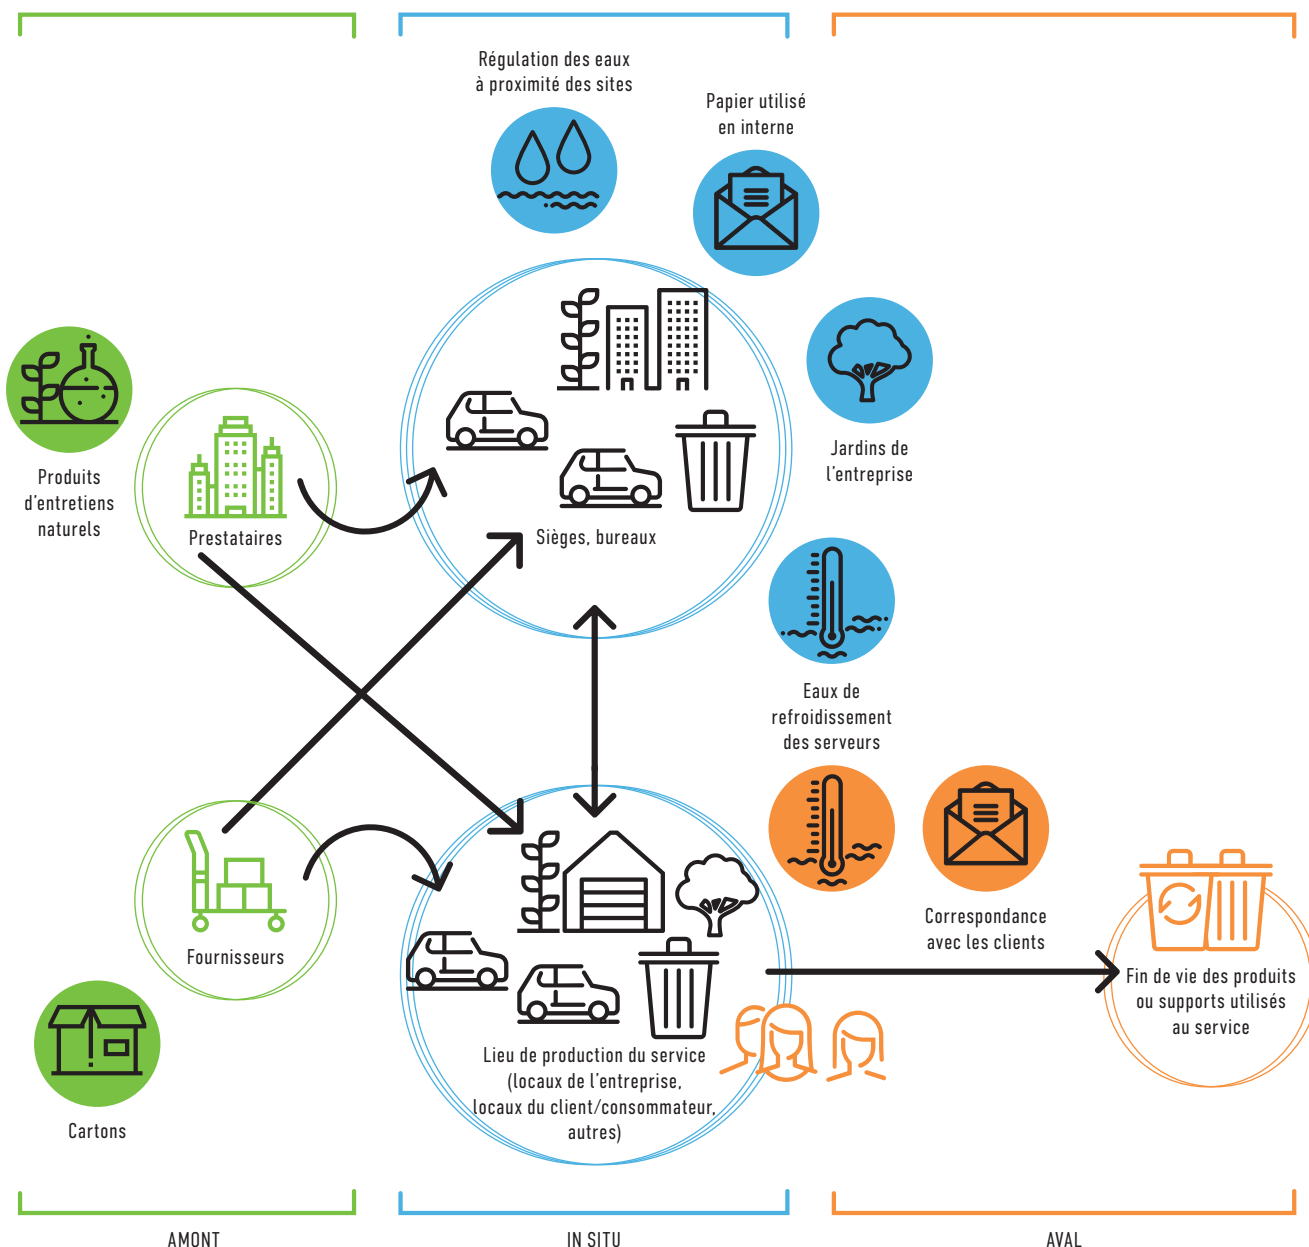 Régulation des eaux
à proximité des sites
Papier utilisé
en interne
Jardins de
l'entreprise
Produits
d'entretiens
naturels
Prestataires
Sièges, bureaux
Eaux de
refroidissement
des serveurs
Correspondance
avec les clients
Fournisseurs
Fin de vie des produits
ou supports utilisés
au service
Lieu de production du service
(locaux de l'entreprise,
locaux du client/consommateur,
autres)
Cartons
AMONT
IN SITU
AVAL